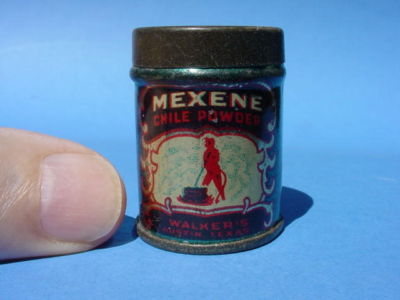 MEXENE
CHILE POWDER
WALKER'S
AUSTIN, TEXAS